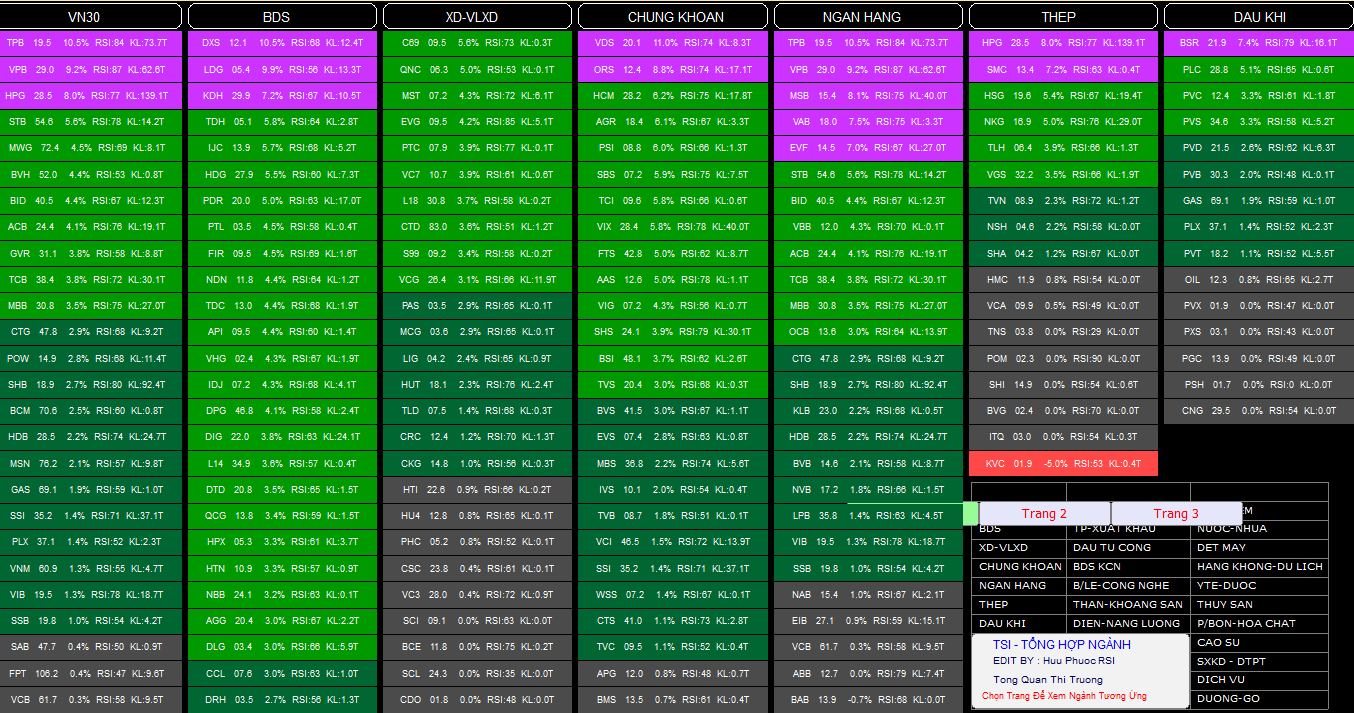 VN30
TPB 19.5 10.5% RSI:84 KL:73.7T
VPB 29.0 9.2% RSI:87 KL:62.6T
HPG 28.5 8.0% RSI:77 KL:139.1T
STB 54.6 5.6% RSI:78 KL:14.2T
MWG 72.4 4.5% RSI:69 KL:8.1T
BVH 52.0 4.4% RSI:53 KL:0.8T
BID 40.5 4.4% RSI:67 KL:12.3T
ACB 24.4 4.1% RSI:76 KL:19.1T
GVR 31.1 3.8% RSI:58 KL:8.8T
TCB 38.4 3.8% RSI:72 KL:30.1T
MBB 30.8 3.5% RSI:75 KL:27.0T
CTG 47.8 2.9% RSI:68 KL:9.2T
POW 14.9 2.8% RSI:68 KL:11.4T
SHB 18.9 2.7% RSI:80 KL:92.4T
BCM 70.6 2.5% RSI:60 KL:0.8T
HDB 28.5 2.2% RSI:74 KL:24.7T
MSN 76.2 2.1% RSI:57 KL:9.8T
GAS 69.1 1.9% RSI:59 KL:1.0T
SSI 35.2 1.4% RSI:71 KL:37.1T
PLX 37.1 1.4% RSI:52 KL:2.3T
VNM 60.9 1.3% RSI:55 KL:4.7T
VIB 19.5 1.3% RSI:78 KL:18.7T
SSB 19.8 1.0% RSI:54 KL:4.2T
SAB 47.7 0.4% RSI:50 KL:0.9T
FPT 106.2 0.4% RSI:47 KL:9.6T
VCB 61.7 0.3% RSI:58 KL:9.5T
BDS
DXS 12.1 10.5% RSI:68 KL:12.4T
LDG 05.4 9.9% RSI:56 KL:13.3T
KDH 29.9 7.2% RSI:67 KL:10.5T
TDH 05.1 5.8% RSI:64 KL:2.8T
IJC 13.9 5.7% RSI:68 KL:5.2T
HDG 27.9 5.5% RSI:60 KL:7.3T
PDR 20.0 5.0% RSI:63 KL:17.0T
PTL 03.5 4.5% RSI:58 KL:0.4T
FIR 09.5 4.5% RSI:69 KL:1.6T
NDN 11.8 4.4% RSI:64 KL:1.2T
TDC 13.0 4.4% RSI:68 KL:1.9T
API 09.5 4.4% RSI:60 KL:1.4T
VHG 02.4 4.3% RSI:67 KL:1.9T
IDJ 07.2 4.3% RSI:68 KL:4.1T
DPG 46.8 4.1% RSI:58 KL:2.4T
DIG 22.0 3.8% RSI:63 KL:24.1T
L14 34.9 3.6% RSI:57 KL:0.4T
DTD 20.8 3.5% RSI:65 KL:1.5T
QCG 13.8 3.4% RSI:59 KL:1.5T
HPX 05.3 3.3% RSI:61 KL:3.7T
HTN 10.9 3.3% RSI:57 KL:0.9T
NBB 24.1 3.2% RSI:63 KL:0.1T
AGG 20.4 3.0% RSI:67 KL:2.2T
DLG 03.4 3.0% RSI:66 KL:5.9T
CCL 07.6 3.0% RSI:63 KL:1.0T
DRH 03.5 2.7% RSI:56 KL:1.3T
XD-VLXD
C69 09.5 5.6% RSI:73 KL:0.3T
QNC 06.3 5.0% RSI:53 KL:0.1T
MST 07.2 4.3% RSI:72 KL:6.1T
EVG 09.5 4.2% RSI:85 KL:5.1T
PTC 07.9 3.9% RSI:77 KL:0.1T
VC7 10.7 3.9% RSI:61 KL:0.6T
L18 30.8 3.7% RSI:58 KL:0.2T
CTD 83.0 3.6% RSI:51 KL:1.2T
S99 09.2 3.4% RSI:58 KL:0.2T
VCG 26.4 3.1% RSI:66 KL:11.9T
PAS 03.5 2.9% RSI:65 KL:0.1T
MCG 03.6 2.9% RSI:65 KL:0.1T
LIG 04.2 2.4% RSI:65 KL:0.9T
HUT 18.1 2.3% RSI:76 KL:2.4T
TLD 07.5 1.4% RSI:68 KL:0.3T
CRC 12.4 1.2% RSI:70 KL:1.3T
CKG 14.8 1.0% RSI:56 KL:0.3T
HTI 22.6 0.9% RSI:66 KL:0.2T
HU4 12.8 0.8% RSI:65 KL:0.1T
PHC 05.2 0.8% RSI:52 KL:0.1T
CSC 23.8 0.4% RSI:61 KL:0.1T
VC3 28.0 0.4% RSI:72 KL:0.9T
SCI 09.1 0.0% RSI:63 KL:0.0T
BCE 11.8 0.0% RSI:75 KL:0.2T
SCL 24.3 0.0% RSI:35 KL:0.0T
CDO 01.8 0.0% RSI:48 KL:0.0T
CHUNG KHOAN
VDS 20.1 11.0% RSI:74 KL:8.3T
ORS 12.4 8.8% RSI:74 KL:17.1T
HCM 28.2 6.2% RSI:75 KL:17.8T
AGR 18.4 6.1% RSI:67 KL:3.3T
PSI 08.8 6.0% RSI:66 KL:1.3T
SBS 07.2 5.9% RSI:75 KL:7.5T
TCI 09.6 5.8% RSI:66 KL:0.6T
VIX 28.4 5.8% RSI:78 KL:40.0T
FTS 42.8 5.0% RSI:62 KL:8.7T
AAS 12.6 5.0% RSI:78 KL:1.1T
VIG 07.2 4.3% RSI:56 KL:0.7T
SHS 24.1 3.9% RSI:79 KL:30.1T
BSI 48.1 3.7% RSI:62 KL:2.6T
TVS 20.4 3.0% RSI:68 KL:0.3T
BVS 41.5 3.0% RSI:67 KL:1.1T
EVS 07.4 2.8% RSI:63 KL:0.8T
MBS 36.8 2.2% RSI:74 KL:5.6T
IVS 10.1 2.0% RSI:54 KL:0.4T
TVB 08.7 1.8% RSI:51 KL:0.1T
VCI 46.5 1.5% RSI:72 KL:13.9T
SSI 35.2 1.4% RSI:71 KL:37.1T
WSS 07.2 1.4% RSI:67 KL:0.1T
CTS 41.0 1.1% RSI:73 KL:2.8T
TVC 09.5 1.1% RSI:52 KL:0.4T
APG 12.0 0.8% RSI:48 KL:0.7T
BMS 13.5 0.7% RSI:61 KL:0.4T
NGAN HANG
TPB 19.5 10.5% RSI:84 KL:73.7T
VPB 29.0 9.2% RSI:87 KL:62.6T
MSB 15.4 8.1% RSI:75 KL:40.0T
VAB 18.0 7.5% RSI:75 KL:3.3T
EVF 14.5 7.0% RSI:67 KL:27.0T
STB 54.6 5.6% RSI:78 KL:14.2T
BID 40.5 4.4% RSI:67 KL:12.3T
VBB 12.0 4.3% RSI:70 KL:0.1T
ACB 24.4 4.1% RSI:76 KL:19.1T
TCB 38.4 3.8% RSI:72 KL:30.1T
MBB 30.8 3.5% RSI:75 KL:27.0T
OCB 13.6 3.0% RSI:64 KL:13.9T
CTG 47.8 2.9% RSI:68 KL:9.2T
SHB 18.9 2.7% RSI:80 KL:92.4T
KLB 23.0 2.2% RSI:68 KL:0.5T
HDB 28.5 2.2% RSI:74 KL:24.7T
BVB 14.6 2.1% RSI:58 KL:8.7T
NVB 17.2 1.8% RSI:66 KL:1.5T
LPB 35.8 1.4% RSI:63 KL:4.5T
VIB 19.5 1.3% RSI:78 KL:18.7T
SSB 19.8 1.0% RSI:54 KL:4.2T
NAB 15.4 1.0% RSI:67 KL:2.1T
EIB 27.1 0.9% RSI:59 KL:15.1T
VCB 61.7 0.3% RSI:58 KL:9.5T
ABB 12.7 0.0% RSI:79 KL:7.4T
BAB 13.9 -0.7% RSI:68 KL:0.0T
THEP
HPG 28.5 8.0% RSI:77 KL:139.1T
SMC 13.4 7.2% RSI:63 KL:0.4T
HSG 19.6 5.4% RSI:67 KL:19.4T
NKG 16.9 5.0% RSI:76 KL:29.0T
TLH 06.4 3.9% RSI:66 KL:1.3T
VGS 32.2 3.5% RSI:66 KL:1.9T
TVN 08.9 2.3% RSI:72 KL:1.2T
NSH 04.6 2.2% RSI:58 KL:0.0T
SHA 04.2 1.2% RSI:67 KL:0.0T
HMC 11.9 0.8% RSI:54 KL:0.0T
VCA 09.9 0.5% RSI:49 KL:0.0T
TNS 03.8 0.0% RSI:29 KL:0.0T
POM 02.3 0.0% RSI:90 KL:0.0T
SHI 14.9 0.0% RSI:54 KL:0.6T
BVG 02.4 0.0% RSI:70 KL:0.0T
ITQ 03.0 0.0% RSI:54 KL:0.3T
KVC 01.9 -5.0% RSI:53 KL:0.4T
DAU KHI
BSR 21.9 7.4% RSI:79 KL:16.1T
PLC 28.8 5.1% RSI:65 KL:0.6T
PVC 12.4 3.3% RSI:61 KL:1.8T
PVS 34.6 3.3% RSI:58 KL:5.2T
PVD 21.5 2.6% RSI:62 KL:6.3T
PVB 30.3 2.0% RSI:48 KL:0.1T
GAS 69.1 1.9% RSI:59 KL:1.0T
PLX 37.1 1.4% RSI:52 KL:2.3T
PVT 18.2 1.1% RSI:52 KL:5.5T
OIL 12.3 0.8% RSI:65 KL:2.7T
PVX 01.9 0.0% RSI:47 KL:0.0T
PXS 03.1 0.0% RSI:43 KL:0.0T
PGC 13.9 0.0% RSI:49 KL:0.0T
PSH 01.7 0.0% RSI:0 KL:0.0T
CNG 29.5 0.0% RSI:54 KL:0.0T
Trang 2 Trang 3
BDS TP-XUAT KHAU NUOC-NHUA
XD-VLXD DAU TU CONG DET MAY
CHUNG KHOAN BDS KCN HANG KHONG-DU LICH
NGAN HANG B/LE-CONG NGHE YTE-DUOC
THEP THAN-KHOANG SAN THUY SAN
DAU KHI DIEN-NANG LUONG P/BON-HOA CHAT
CAO SU
SXKD - DTPT
DICH VU
DUONG-GO
TSI - TỔNG HỢP NGÀNH
EDIT BY : Huu Phuoc RSI
Tong Quan Thi Truong
Chọn Trang Để Xem Ngành Tương Ứng